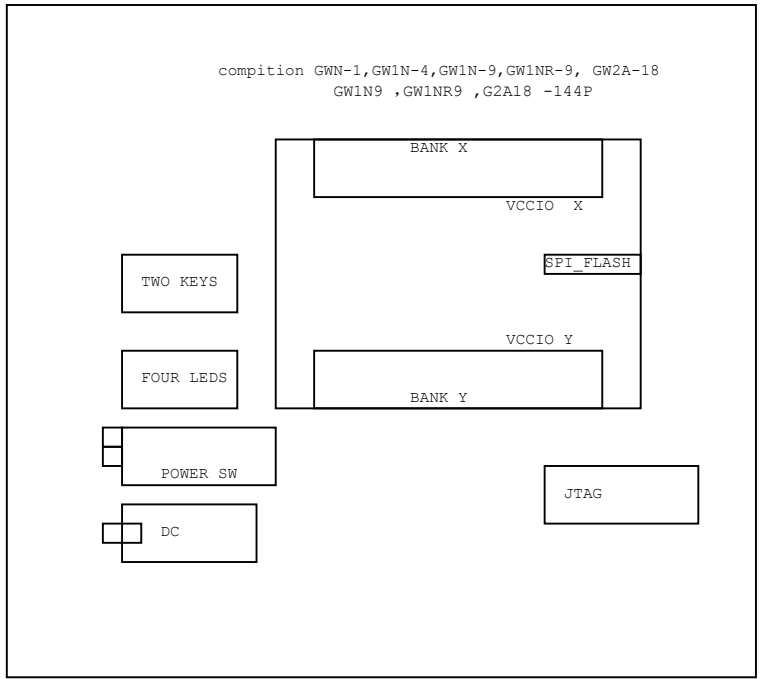 compition GWN-1,GW1N-4,GW1N-9,GW1NR-9, GW2A-18
GW1N9 ,GW1NR9 ,G2A18 -144P
BANK X
VCCIO X
SPI_FLASH
TWO KEYS
VCCIO Y
FOUR LEDS
BANK Y
POWER SW
JTAG
DC